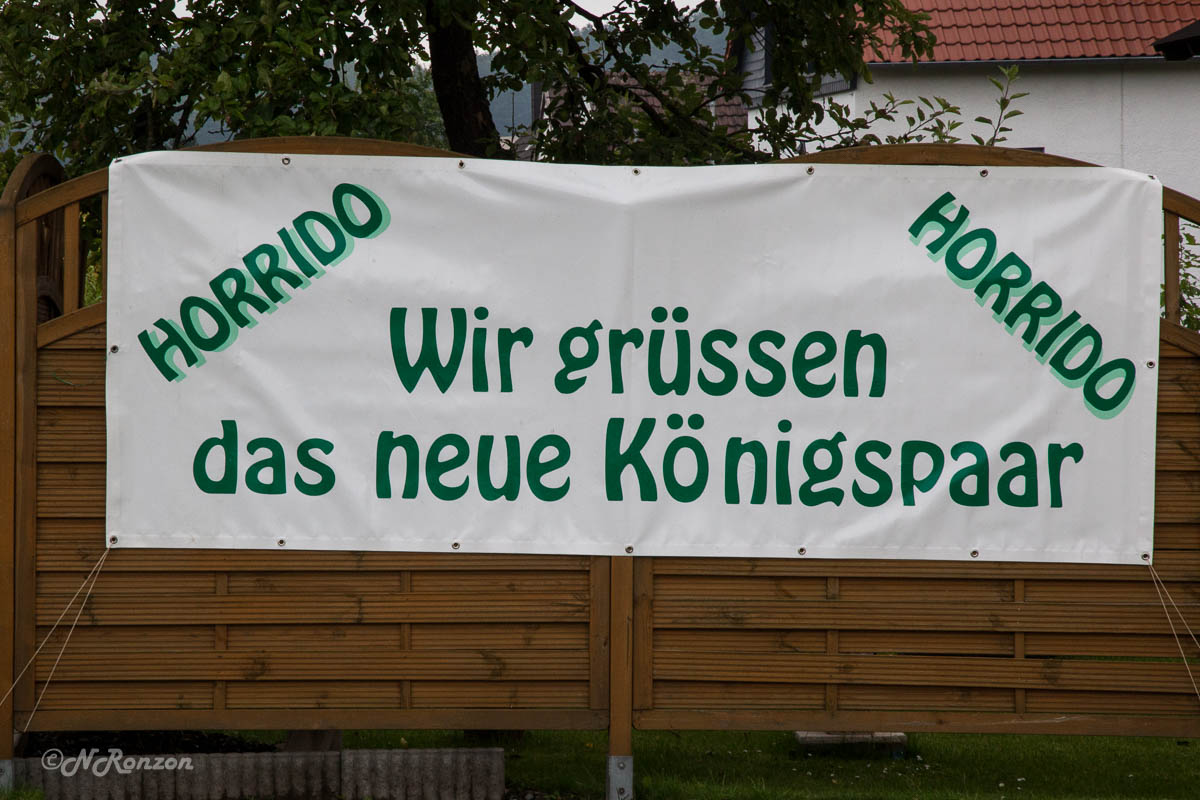 HORRIDO
HORRIDO
Wir grüssen
das neue Königspaar
©NRonzon